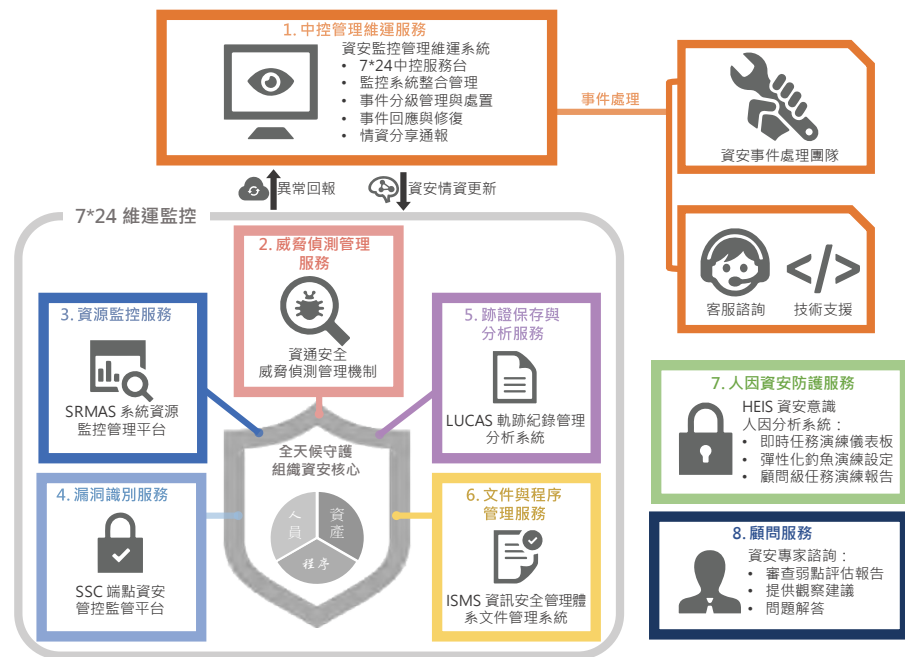 1. 中控管理維運服務
資安監控管理維運系統
• 7*24中控服務台
• 監控系統整合管理
• 事件分級管理與處置
• 事件回應與修復
• 情資分享通報
事件處理
資安事件處理團隊
客服諮詢
技術支援
異常回報
資安情資更新
7*24 維運監控
2. 威脅偵測管理
服務
資通安全
威脅偵測管理機制
3. 資源監控服務
SRMAS 系統資源
監控管理平台
4. 漏洞識別服務
SSC 端點資安
管控監管平台
5. 跡證保存與
分析服務
LUCAS 軌跡紀錄管理
分析系統
6. 文件與程序
管理服務
ISMS 資訊安全管理體
系文件管理系統
全天候守護
組織資安核心
人
員
資
產
程序
7. 人因資安防護服務
HEIS 資安意識
人因分析系統：
• 即時任務演練儀表板
• 彈性化釣魚演練設定
• 顧問級任務演練報告
8. 顧問服務
資安專家諮詢：
• 審查弱點評估報告
• 提供觀察建議
• 問題解答